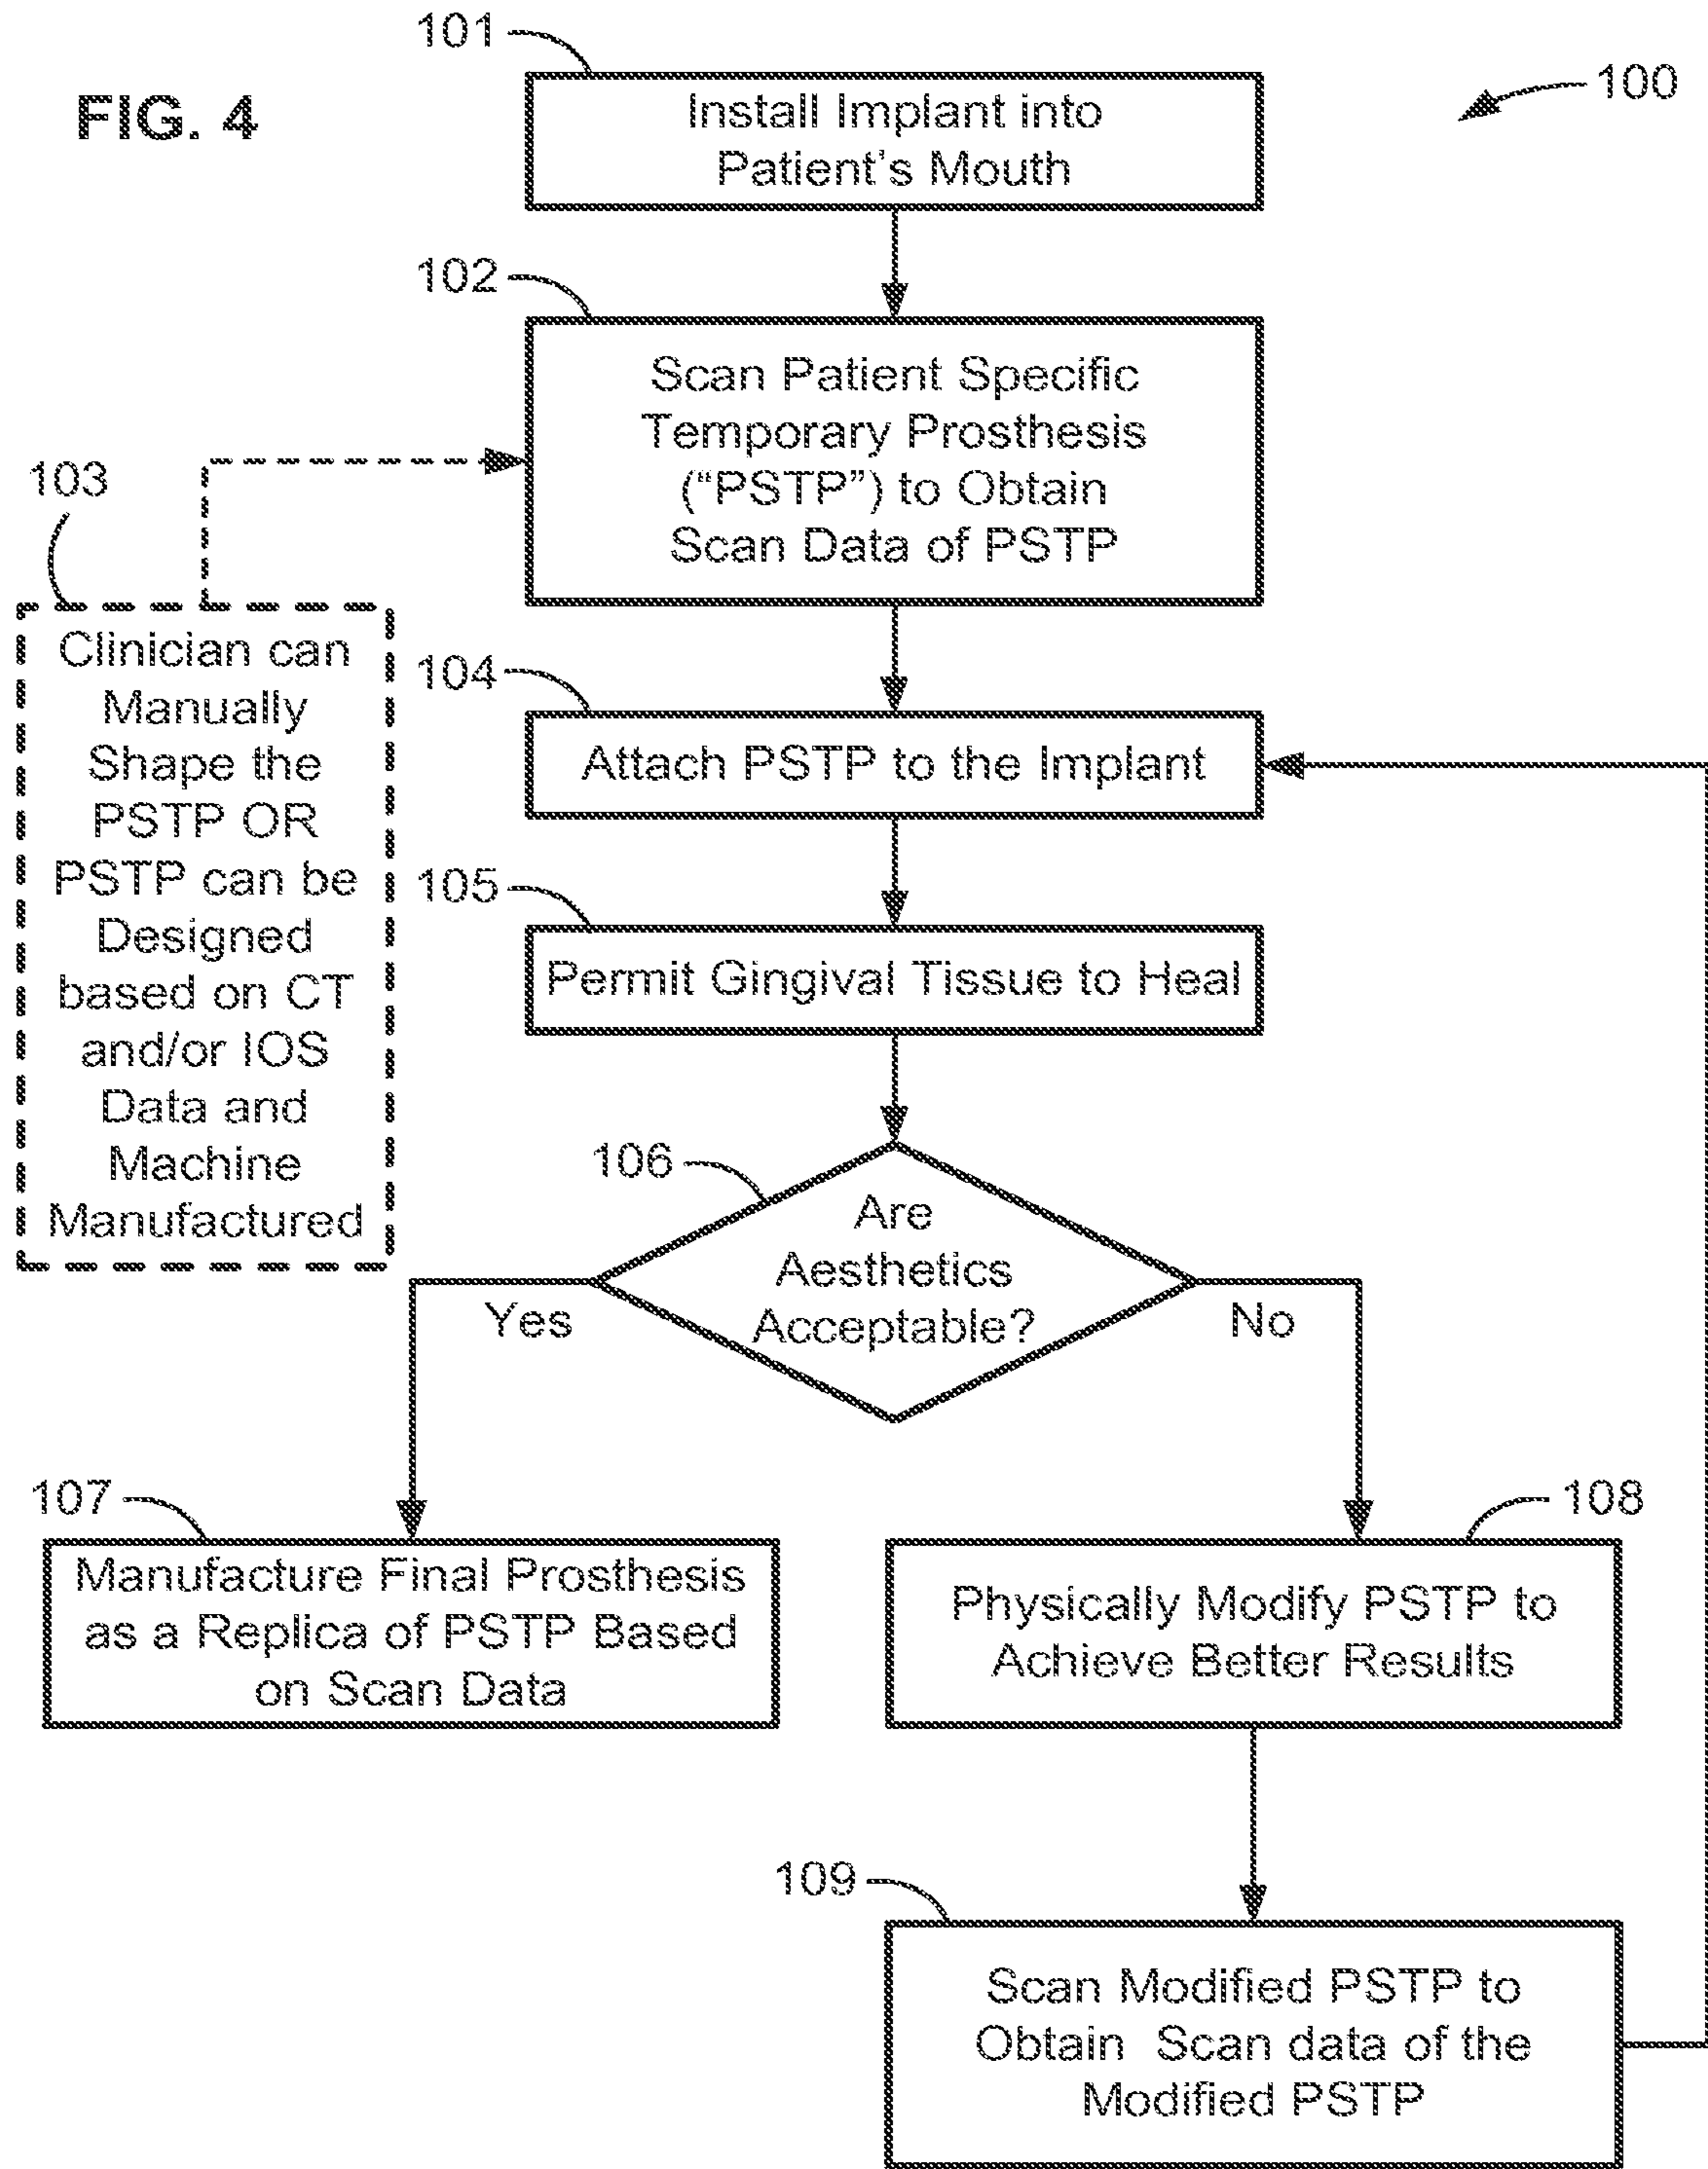 FIG. 4
100
101
Install Implant into
Patient's Mouth
102
Scan Patient Specific
Temporary Prosthesis
(“PSTP”) to Obtain
Scan Data of PSTP
103
Clinician can
Manually
Shape the
PSTP OR
PSTP can be
Designed
based on CT
and/or IOS
Data and
Machine
Manufactured
104
Attach PSTP to the Implant
105
Permit Gingival Tissue to Heal
106
Are
Aesthetics
Acceptable?
Yes
No
107
Manufacture Final Prosthesis
as a Replica of PSTP Based
on Scan Data
108
Physically Modify PSTP to
Achieve Better Results
109
Scan Modified PSTP to
Obtain  Scan data of the
Modified PSTP